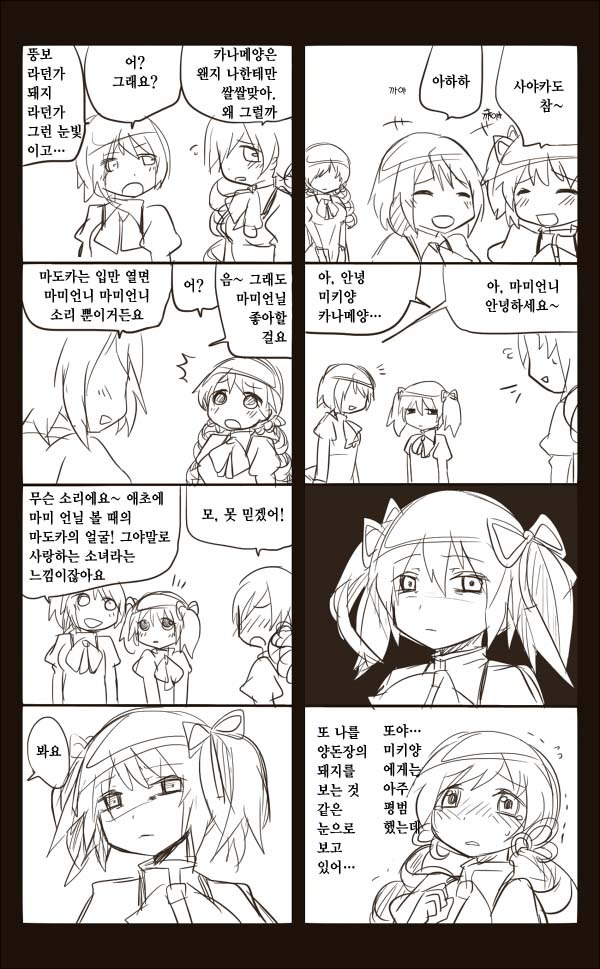 사야카도
참~
아하하
까야
까야
아, 마미언니
안녕하세요~
아, 안녕
미키양
카나메양…
또야…
미키양
에게는
아주
평범
했는데
또 나를
양돈장의
돼지를
보는 것
같은
눈으로
보고
있어…
카나메양은
왠지 나한테만
쌀쌀맞아.
왜 그럴까
어?
그래요?
뚱보
라던가
돼지
라던가
그런 눈빛
이고…
음~ 그래도
마미언닐
좋아할
걸요
어?
마도카는 입만 열면
마미언니 마미언니
소리 뿐이거든요
모, 못 믿겠어!
무슨 소리에요~ 애초에
마미 언닐 볼 때의
마도카의 얼굴! 그야말로
사랑하는 소녀라는
느낌이잖아요
봐요